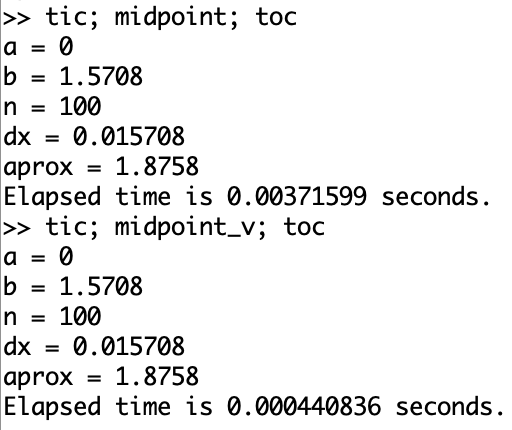 >> tic; midpoint; toc
a = 0
b = 1.5708
n = 100
dx = 0.015708
aprox = 1.8758
Elapsed time is 0.00371599 seconds.
>> tic; midpoint_v; toc
a = 0
b = 1.5708
n = 100
dx = 0.015708
aprox = 1.8758
Elapsed time is 0.000440836 seconds.